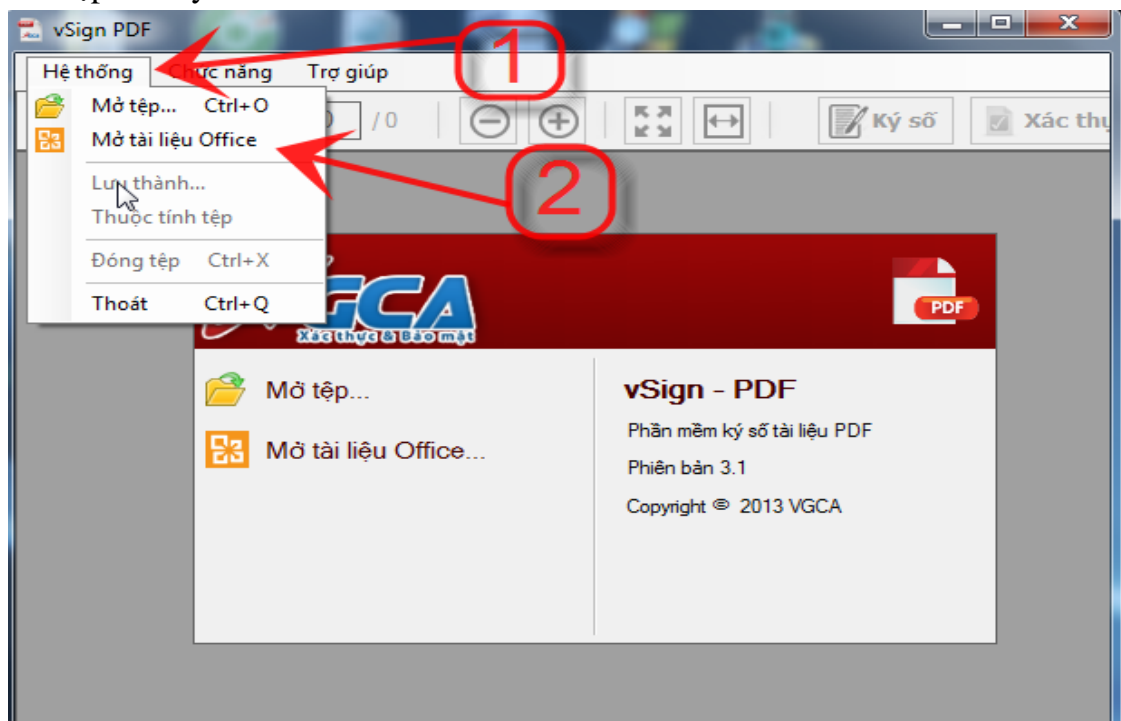 vSign PDF
Hệ thống Chức năng Trợ giúp
1
Mở tệp... Ctrl+O
/ 0
Ký số
Xác thự
Mở tài liệu Office
2
Lưu thành...
Thuộc tính tệp
Đóng tệp Ctrl+X
Thoát Ctrl+Q
VGCA
Xác thực & Bảo mật
PDF
Mở tệp...
Mở tài liệu Office...
vSign - PDF
Phần mềm ký số tài liệu PDF
Phiên bản 3.1
Copyright © 2013 VGCA